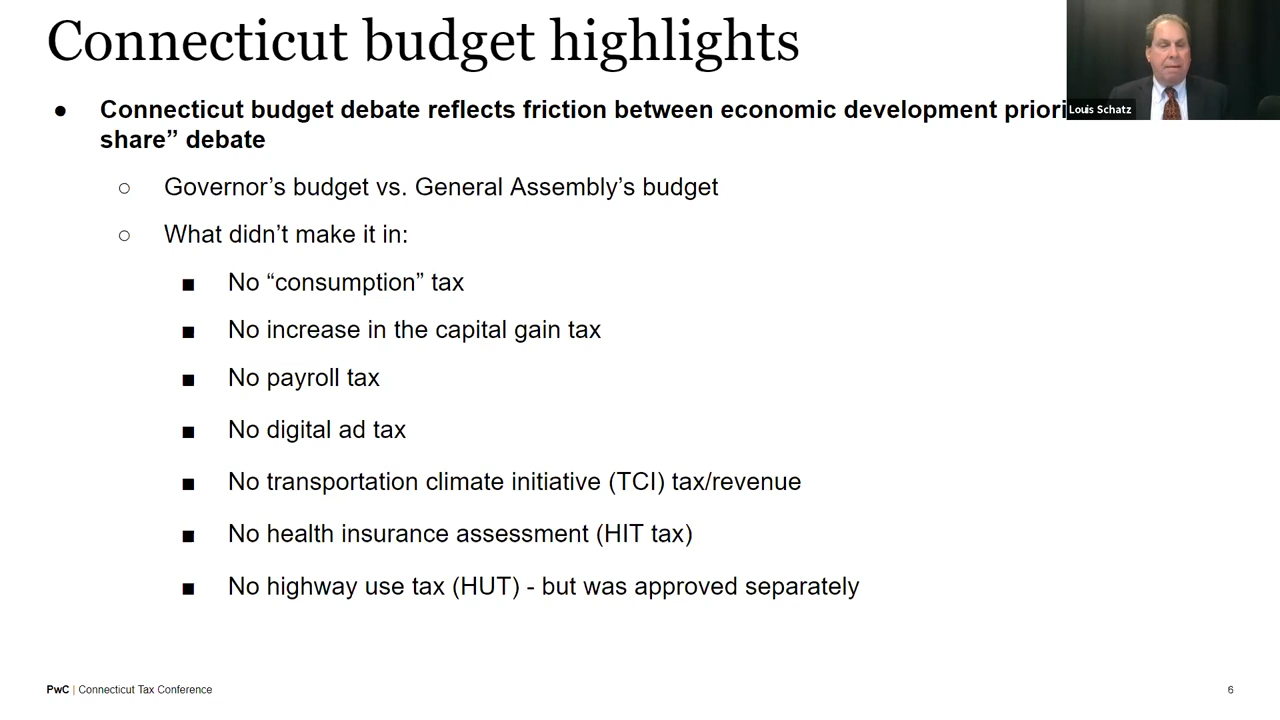 Connecticut budget highlights
Louis Schatz
● Connecticut budget debate reflects friction between economic development
share” debate
○ Governor’s budget vs. General Assembly’s budget
○ What didn’t make it in:
■ No “consumption” tax
■ No increase in the capital gain tax
■ No payroll tax
■ No digital ad tax
■ No transportation climate initiative (TCI) tax/revenue
■ No health insurance assessment (HIT tax)
■ No highway use tax (HUT) - but was approved separately
PwC | Connecticut Tax Conference
6